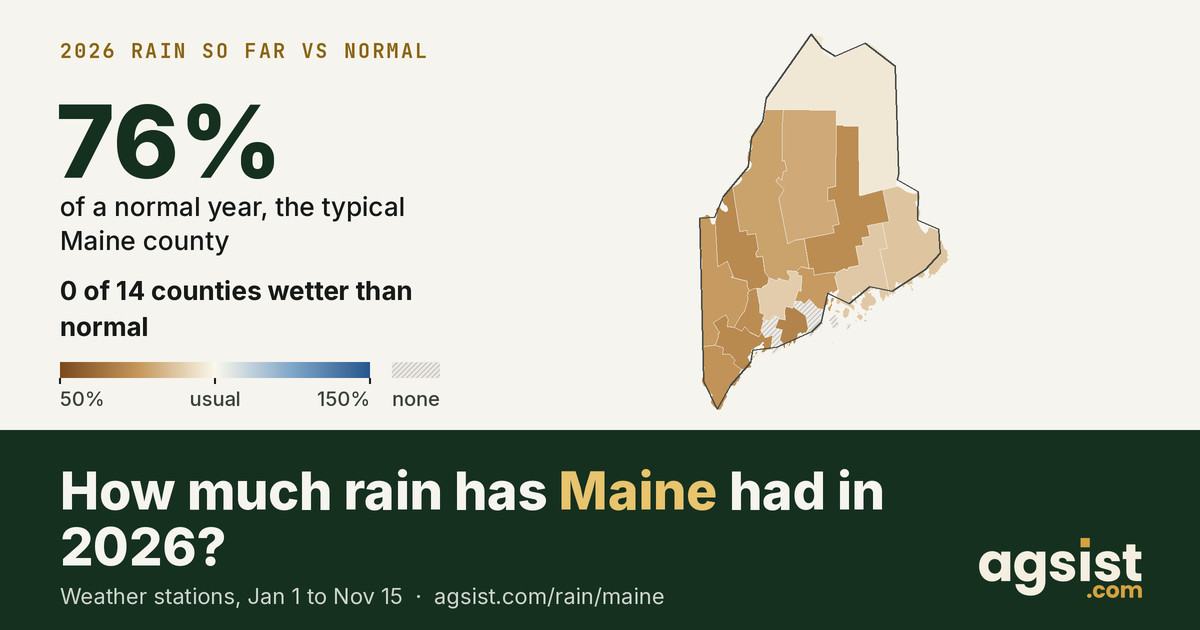 2026 RAIN SO FAR VS NORMAL
76%
of a normal year, the typical
Maine county
0 of 14 counties wetter than
normal
50% usual 150% none
How much rain has Maine had in
2026?
Weather stations, Jan 1 to Nov 15 · agsist.com/rain/maine
agsist
.com